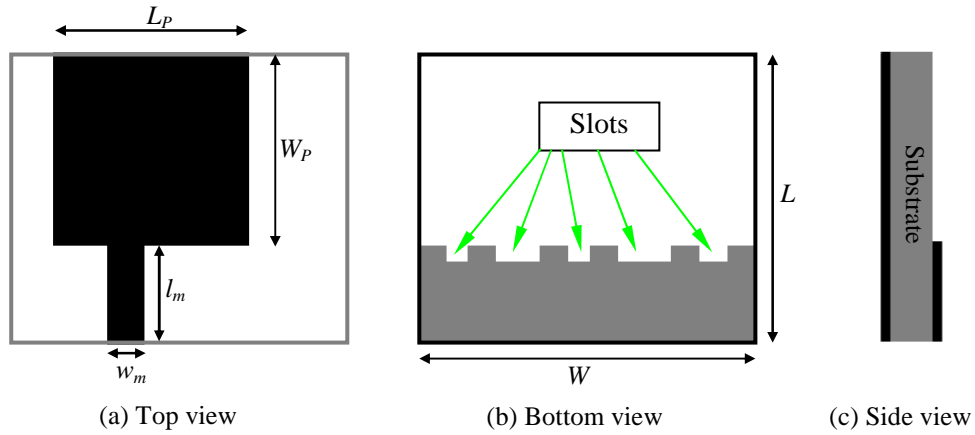 L_P
W_P
l_m
w_m
(a) Top view
Slots
L
W
(b) Bottom view
Substrate
(c) Side view